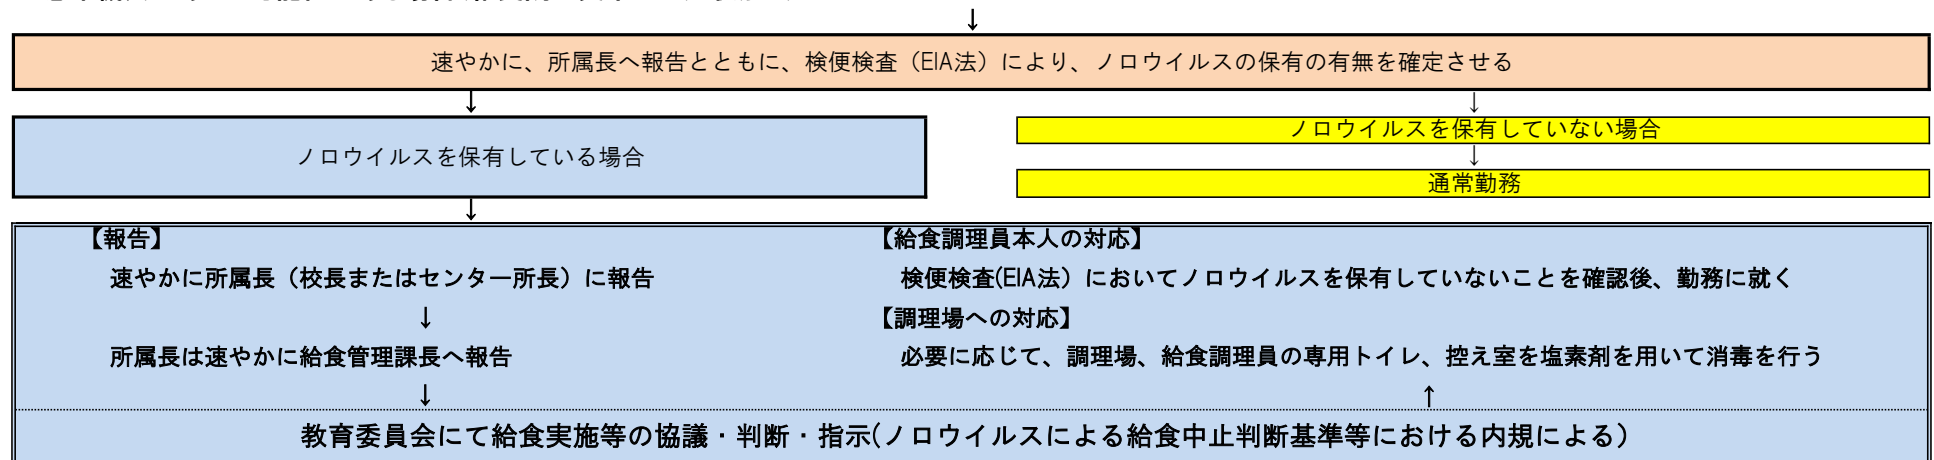 ↓
速やかに、所属長へ報告とともに、検便検査（EIA法）により、ノロウイルスの保有の有無を確定させる
↓
↓
ノロウイルスを保有している場合
ノロウイルスを保有していない場合
↓
通常勤務
↓
【報告】
速やかに所属長（校長またはセンター所長）に報告
↓
所属長は速やかに給食管理課長へ報告
↓
【給食調理員本人の対応】
検便検査(EIA法）においてノロウイルスを保有していないことを確認後、勤務に就く
【調理場への対応】
必要に応じて、調理場、給食調理員の専用トイレ、控え室を塩素剤を用いて消毒を行う
↑
教育委員会にて給食実施等の協議・判断・指示(ノロウイルスによる給食中止判断基準等における内規による）